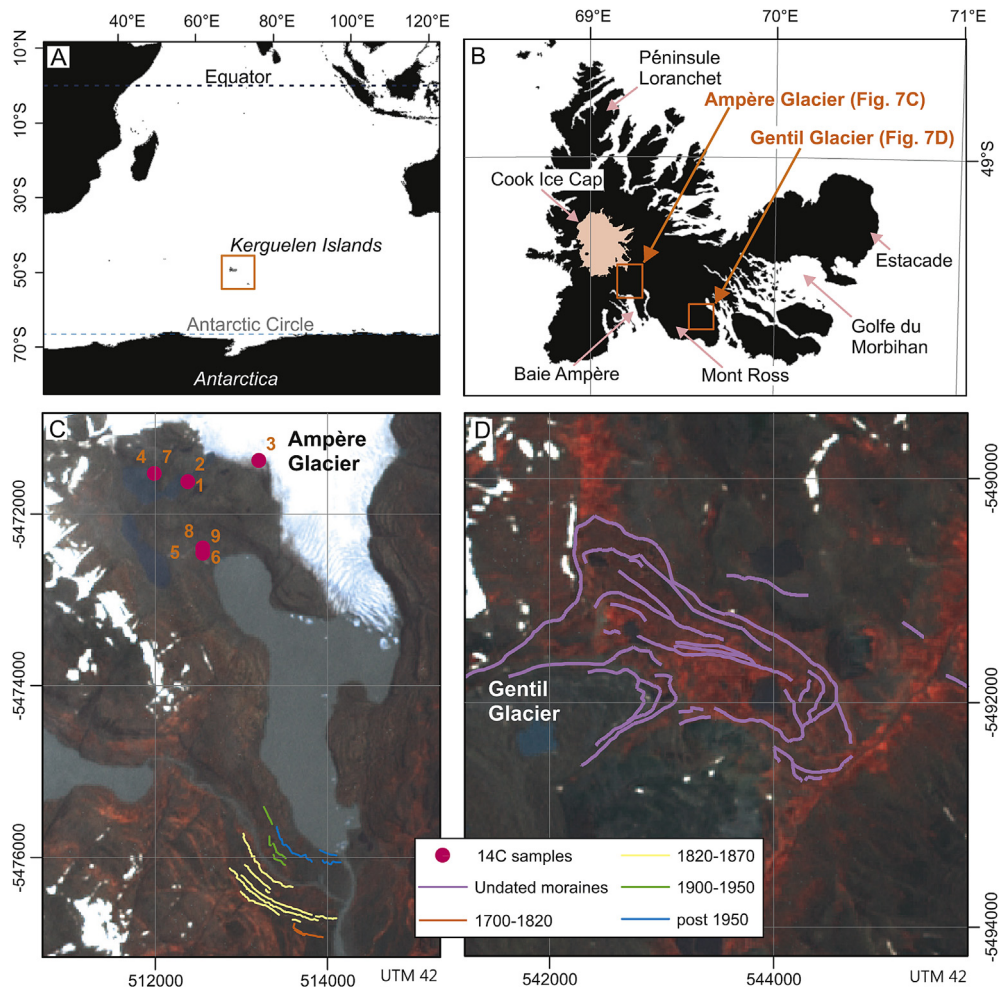 40°E 60°E 80°E 100°E 120°E
10°N
10°S
20°S
30°S
50°S
70°S
A
Equator
Kerguelen Islands
Antarctic Circle
Antarctica
69°E 70°E 71°E
49°S
B
Péninsule
Loranchet
Ampère Glacier (Fig. 7C)
Gentil Glacier (Fig. 7D)
Cook Ice Cap
Estacade
Golfe du
Morbihan
Baie Ampère
Mont Ross
C
Ampère
Glacier
3
4 7 2
1
8 9
5 6
-5472000
-5474000
-5476000
512000 514000 UTM 42
D
Gentil
Glacier
-5490000
-5492000
-5494000
542000 544000 UTM 42
14C samples
Undated moraines
1700-1820
1820-1870
1900-1950
post 1950